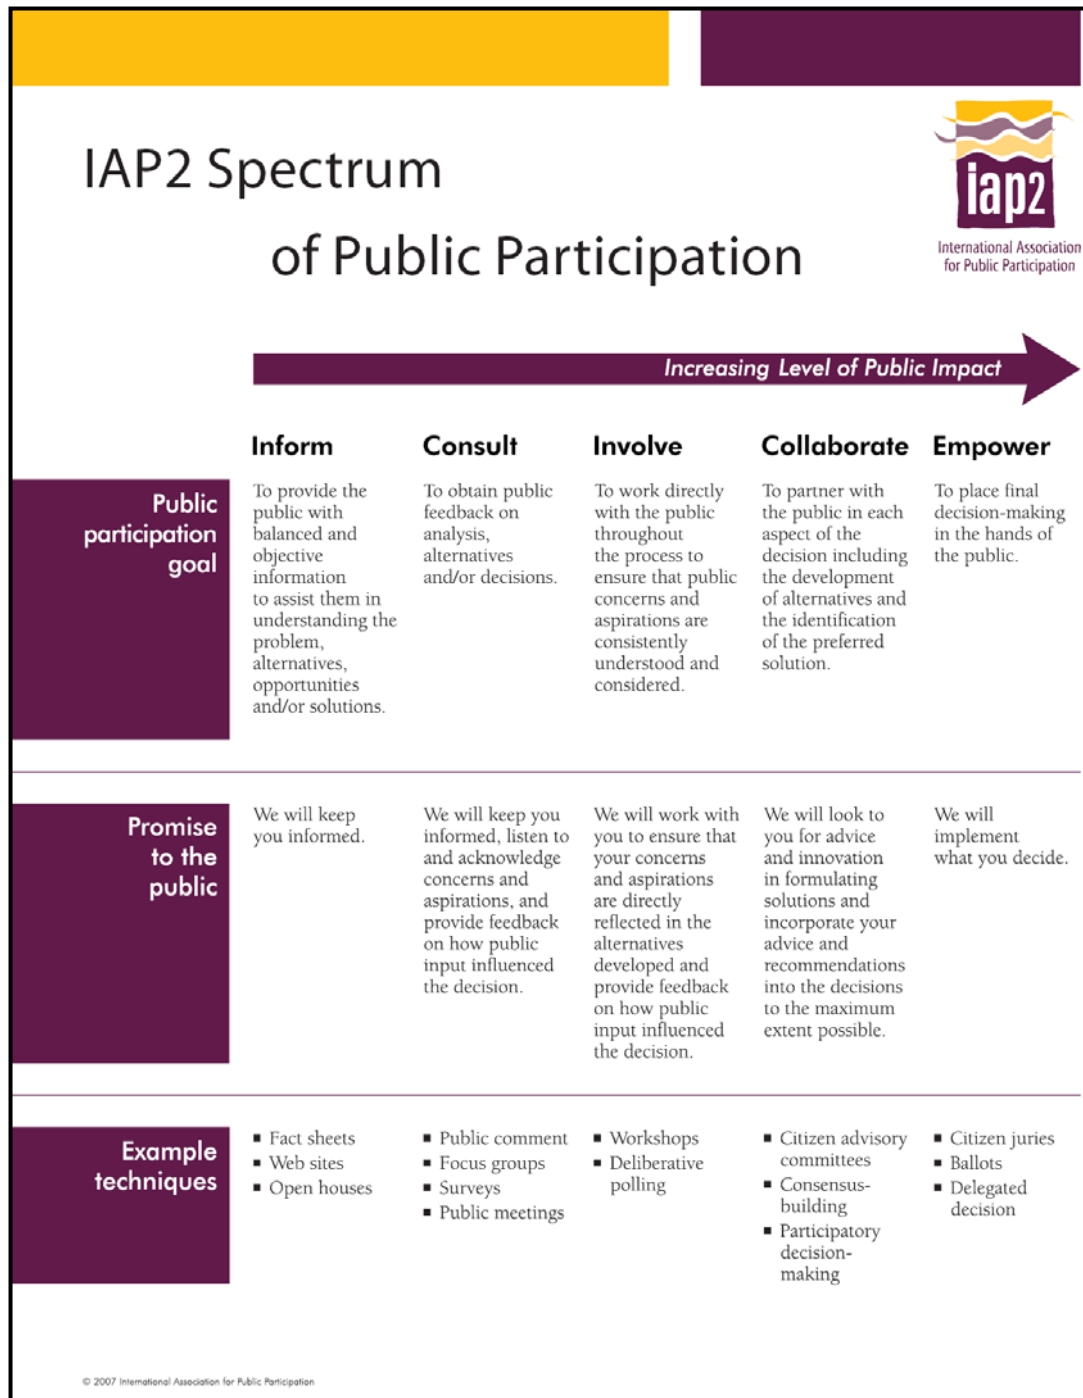 IAP2 Spectrum
of Public Participation
iap2
International Association
for Public Participation
Increasing Level of Public Impact
Inform
Consult
Involve
Collaborate
Empower
Public
participation
goal
To provide the
public with
balanced and
objective
information
to assist them in
understanding the
problem,
alternatives,
opportunities
and/or solutions.
To obtain public
feedback on
analysis,
alternatives
and/or decisions.
To work directly
with the public
throughout
the process to
ensure that public
concerns and
aspirations are
consistently
understood and
considered.
To partner with
the public in each
aspect of the
decision including
the development
of alternatives and
the identification
of the preferred
solution.
To place final
decision-making
in the hands of
the public.
Promise
to the
public
We will keep
you informed.
We will keep you
informed, listen to
and acknowledge
concerns and
aspirations, and
provide feedback
on how public
input influenced
the decision.
We will work with
you to ensure that
your concerns
and aspirations
are directly
reflected in the
alternatives
developed and
provide feedback
on how public
input influenced
the decision.
We will look to
you for advice
and innovation
in formulating
solutions and
incorporate your
advice and
recommendations
into the decisions
to the maximum
extent possible.
We will
implement
what you decide.
Example
techniques
▪ Fact sheets
▪ Web sites
▪ Open houses
▪ Public comment
▪ Focus groups
▪ Surveys
▪ Public meetings
▪ Workshops
▪ Deliberative
polling
▪ Citizen advisory
committees
▪ Consensus-
building
▪ Participatory
decision-
making
▪ Citizen juries
▪ Ballots
▪ Delegated
decision
© 2007 International Association for Public Participation